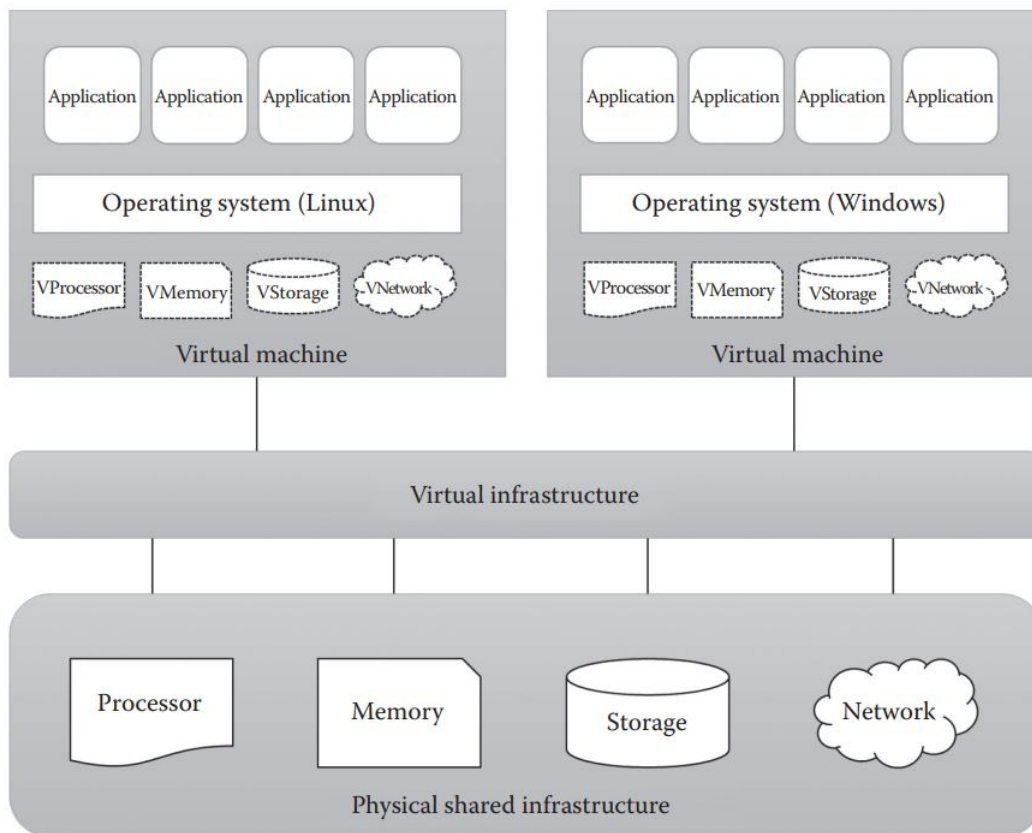 Application Application Application Application
Application Application Application Application
Operating system (Linux)
Operating system (Windows)
VProcessor VMemory VStorage VNetwork
VProcessor VMemory VStorage VNetwork
Virtual machine
Virtual machine
Virtual infrastructure
Processor Memory Storage Network
Physical shared infrastructure